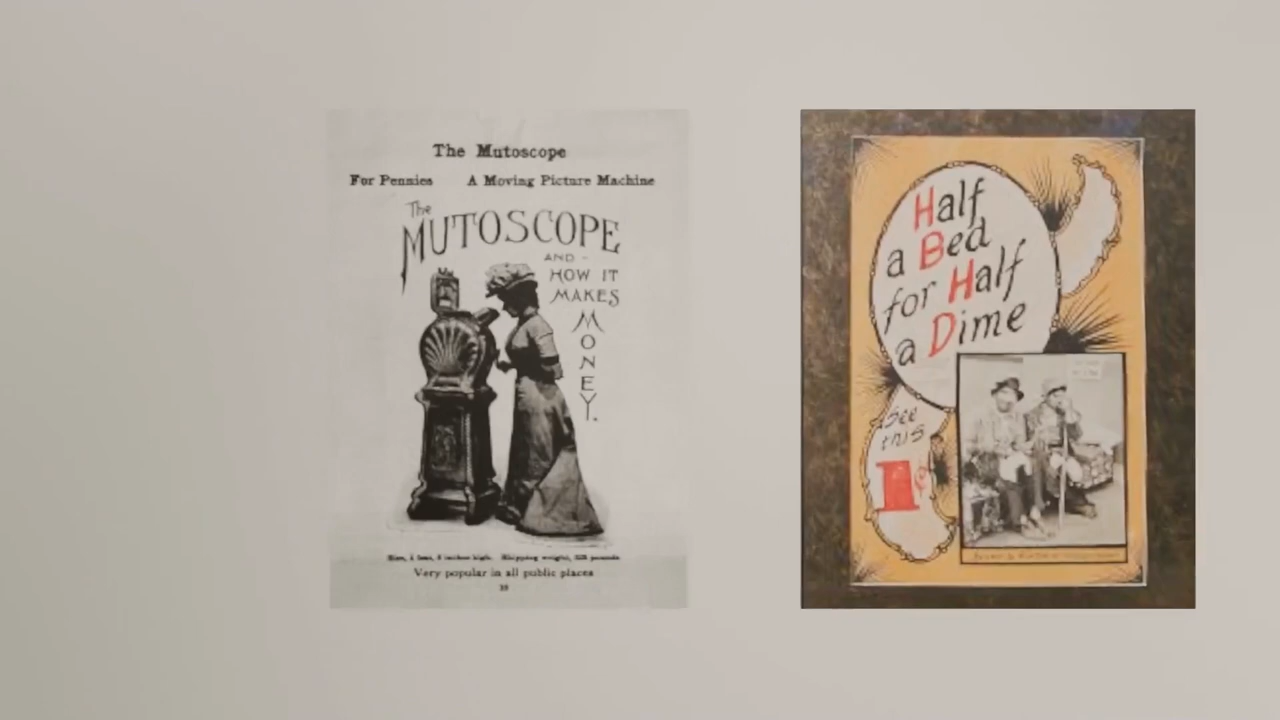 The Mutoscope
For Pennies A Moving Picture Machine
The
MUTOSCOPE
AND -
HOW IT
MAKES
MONEY.
Very popular in all public places
Half
a Bed
for Half
a Dime
See
this
1¢